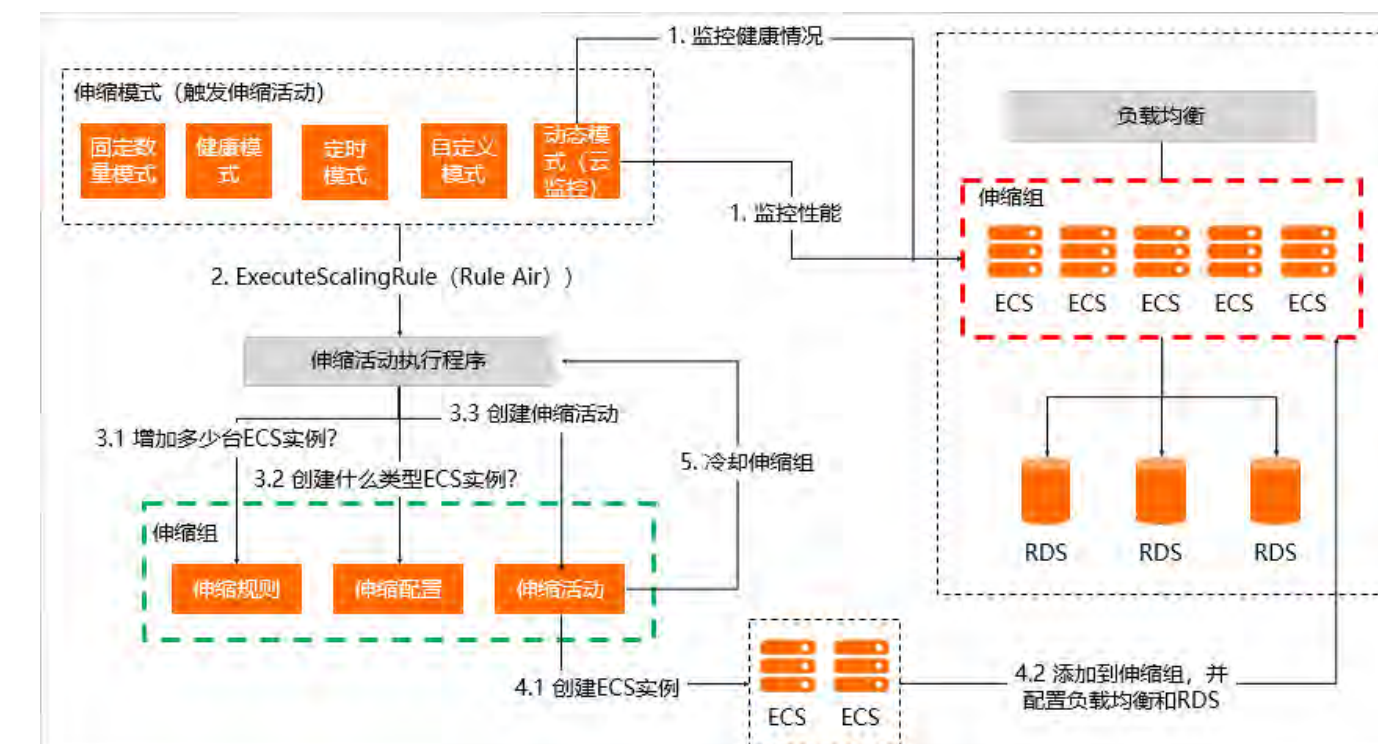 1. 监控健康情况
伸缩模式（触发伸缩活动）
固定数
量模式
健康模
式
定时
模式
自定义
模式
动态模
式（云
监控）
1. 监控性能
2. ExecuteScalingRule（Rule Air））
伸缩活动执行程序
3.3 创建伸缩活动
3.1 增加多少台ECS实例?
3.2 创建什么类型ECS实例?
5. 冷却伸缩组
伸缩组
伸缩规则
伸缩配置
伸缩活动
4.1 创建ECS实例
ECS
ECS
4.2 添加到伸缩组，并
配置负载均衡和RDS
负载均衡
伸缩组
ECS
ECS
ECS
ECS
ECS
RDS
RDS
RDS